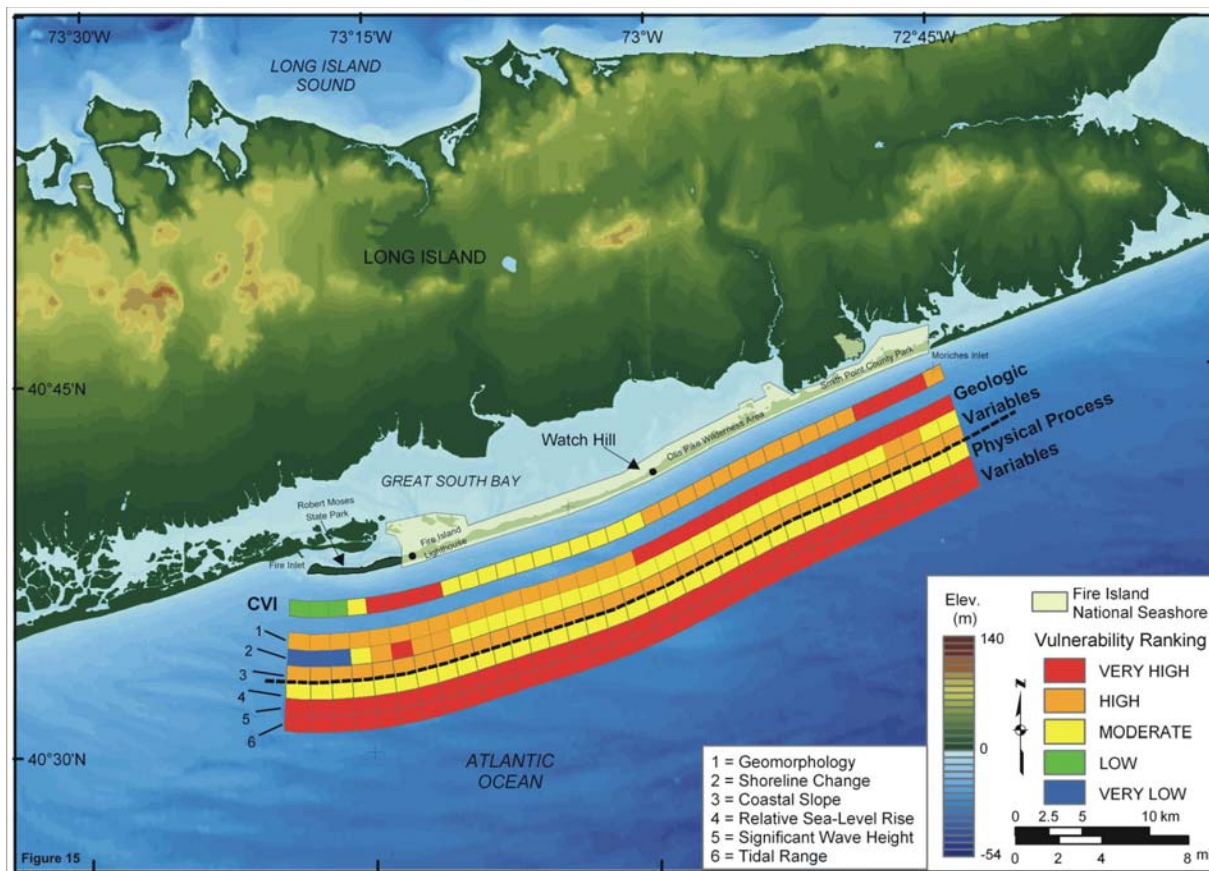 73°30'W
73°15'W
73°W
72°45'W
LONG ISLAND
SOUND
LONG ISLAND
40°45'N
Smith Point County Park
Moriches Inlet
Geologic
Variables
Physical Process
Variables
Watch Hill
Otis Pike Wilderness Area
GREAT SOUTH BAY
Robert Moses
State Park
Fire Island
Lighthouse
Fire Inlet
CVI
1
2
3
4
5
6
40°30'N
ATLANTIC
OCEAN
Figure 15
1 = Geomorphology
2 = Shoreline Change
3 = Coastal Slope
4 = Relative Sea-Level Rise
5 = Significant Wave Height
6 = Tidal Range
Elev.
(m)
140
0
-54
Fire Island
National Seashore
Vulnerability Ranking
VERY HIGH
HIGH
MODERATE
LOW
VERY LOW
N
0 2.5 5 10 km
0 2 4 8 m